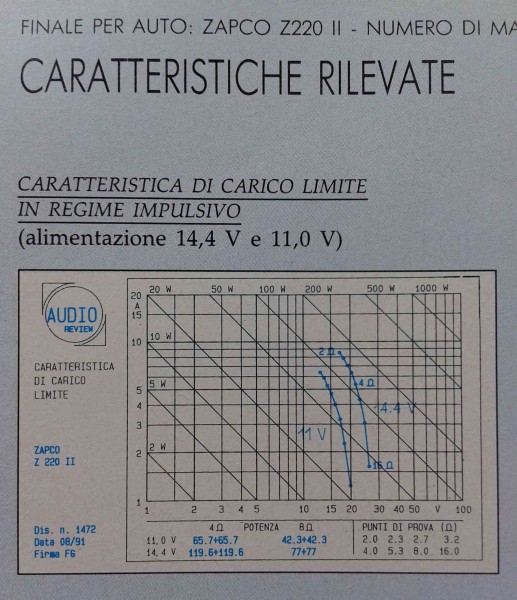 FINALE PER AUTO: ZAPCO Z220 II - NUMERO DI MA
CARATTERISTICHE RILEVATE
CARATTERISTICA DI CARICO LIMITE
IN REGIME IMPULSIVO
(alimentazione 14,4 V e 11,0 V)
AUDIO
REVIEW
CARATTERISTICA
DI CARICO
LIMITE
ZAPCO
Z 220 II
Dis. n. 1472
Data 08/91
Firma FG
20 W 50 W 100 W 200 W 500 W 1000 W
20
A
15
10
5
4
3
2
1
10 W
5 W
2 W
2 Ω
4 Ω
14.4 V
11 V
16 Ω
1 2 3 4 5 10 15 20 30 40 50 V 100
4Ω POTENZA 8Ω PUNTI DI PROVA (Ω)
11,0 V 65.7+65.7 42.3+42.3 2.0 2.3 2.7 3.2
14,4 V 119.6+119.6 77+77 4.0 5.3 8.0 16.0